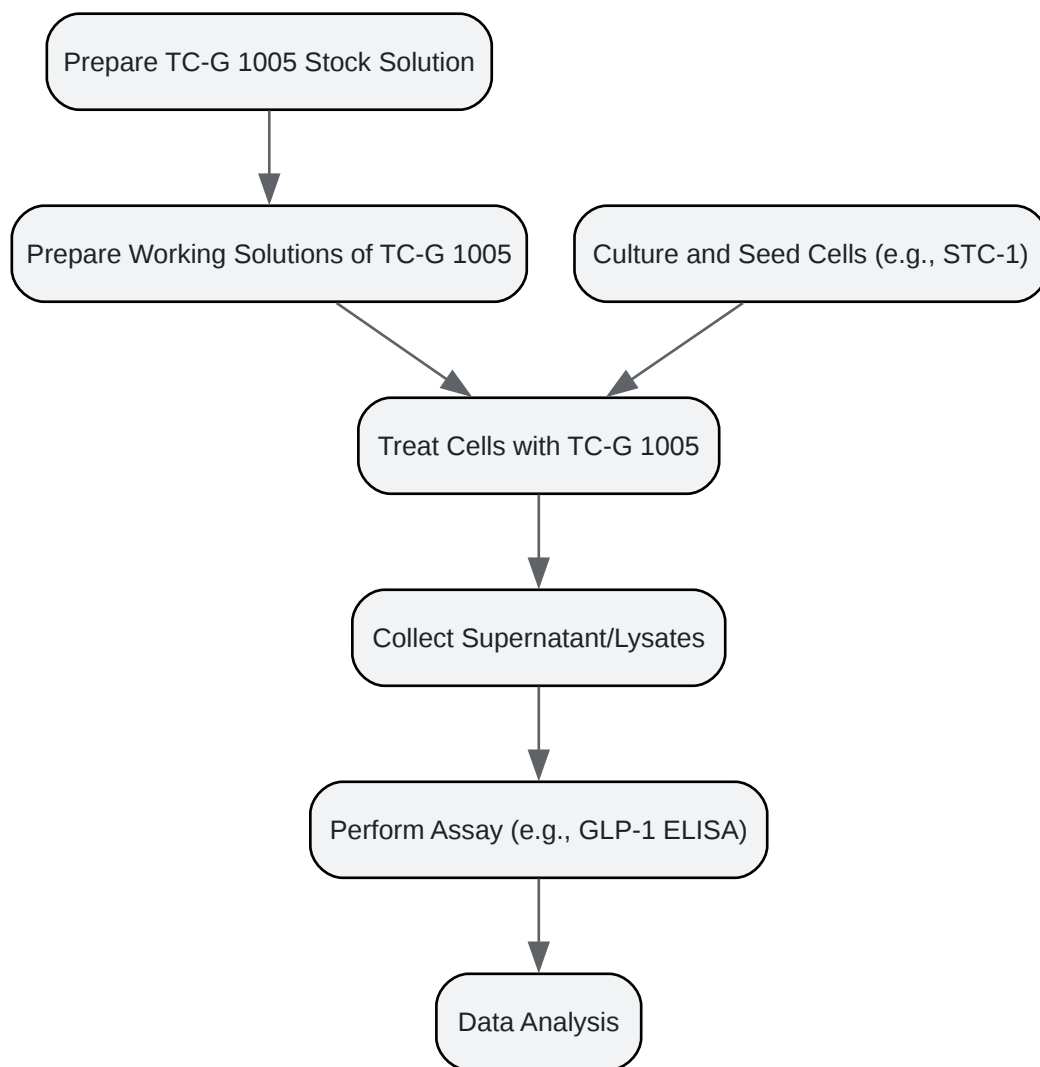 Prepare TC-G 1005 Stock Solution
Prepare Working Solutions of TC-G 1005
Culture and Seed Cells (e.g., STC-1)
Treat Cells with TC-G 1005
Collect Supernatant/Lysates
Perform Assay (e.g., GLP-1 ELISA)
Data Analysis